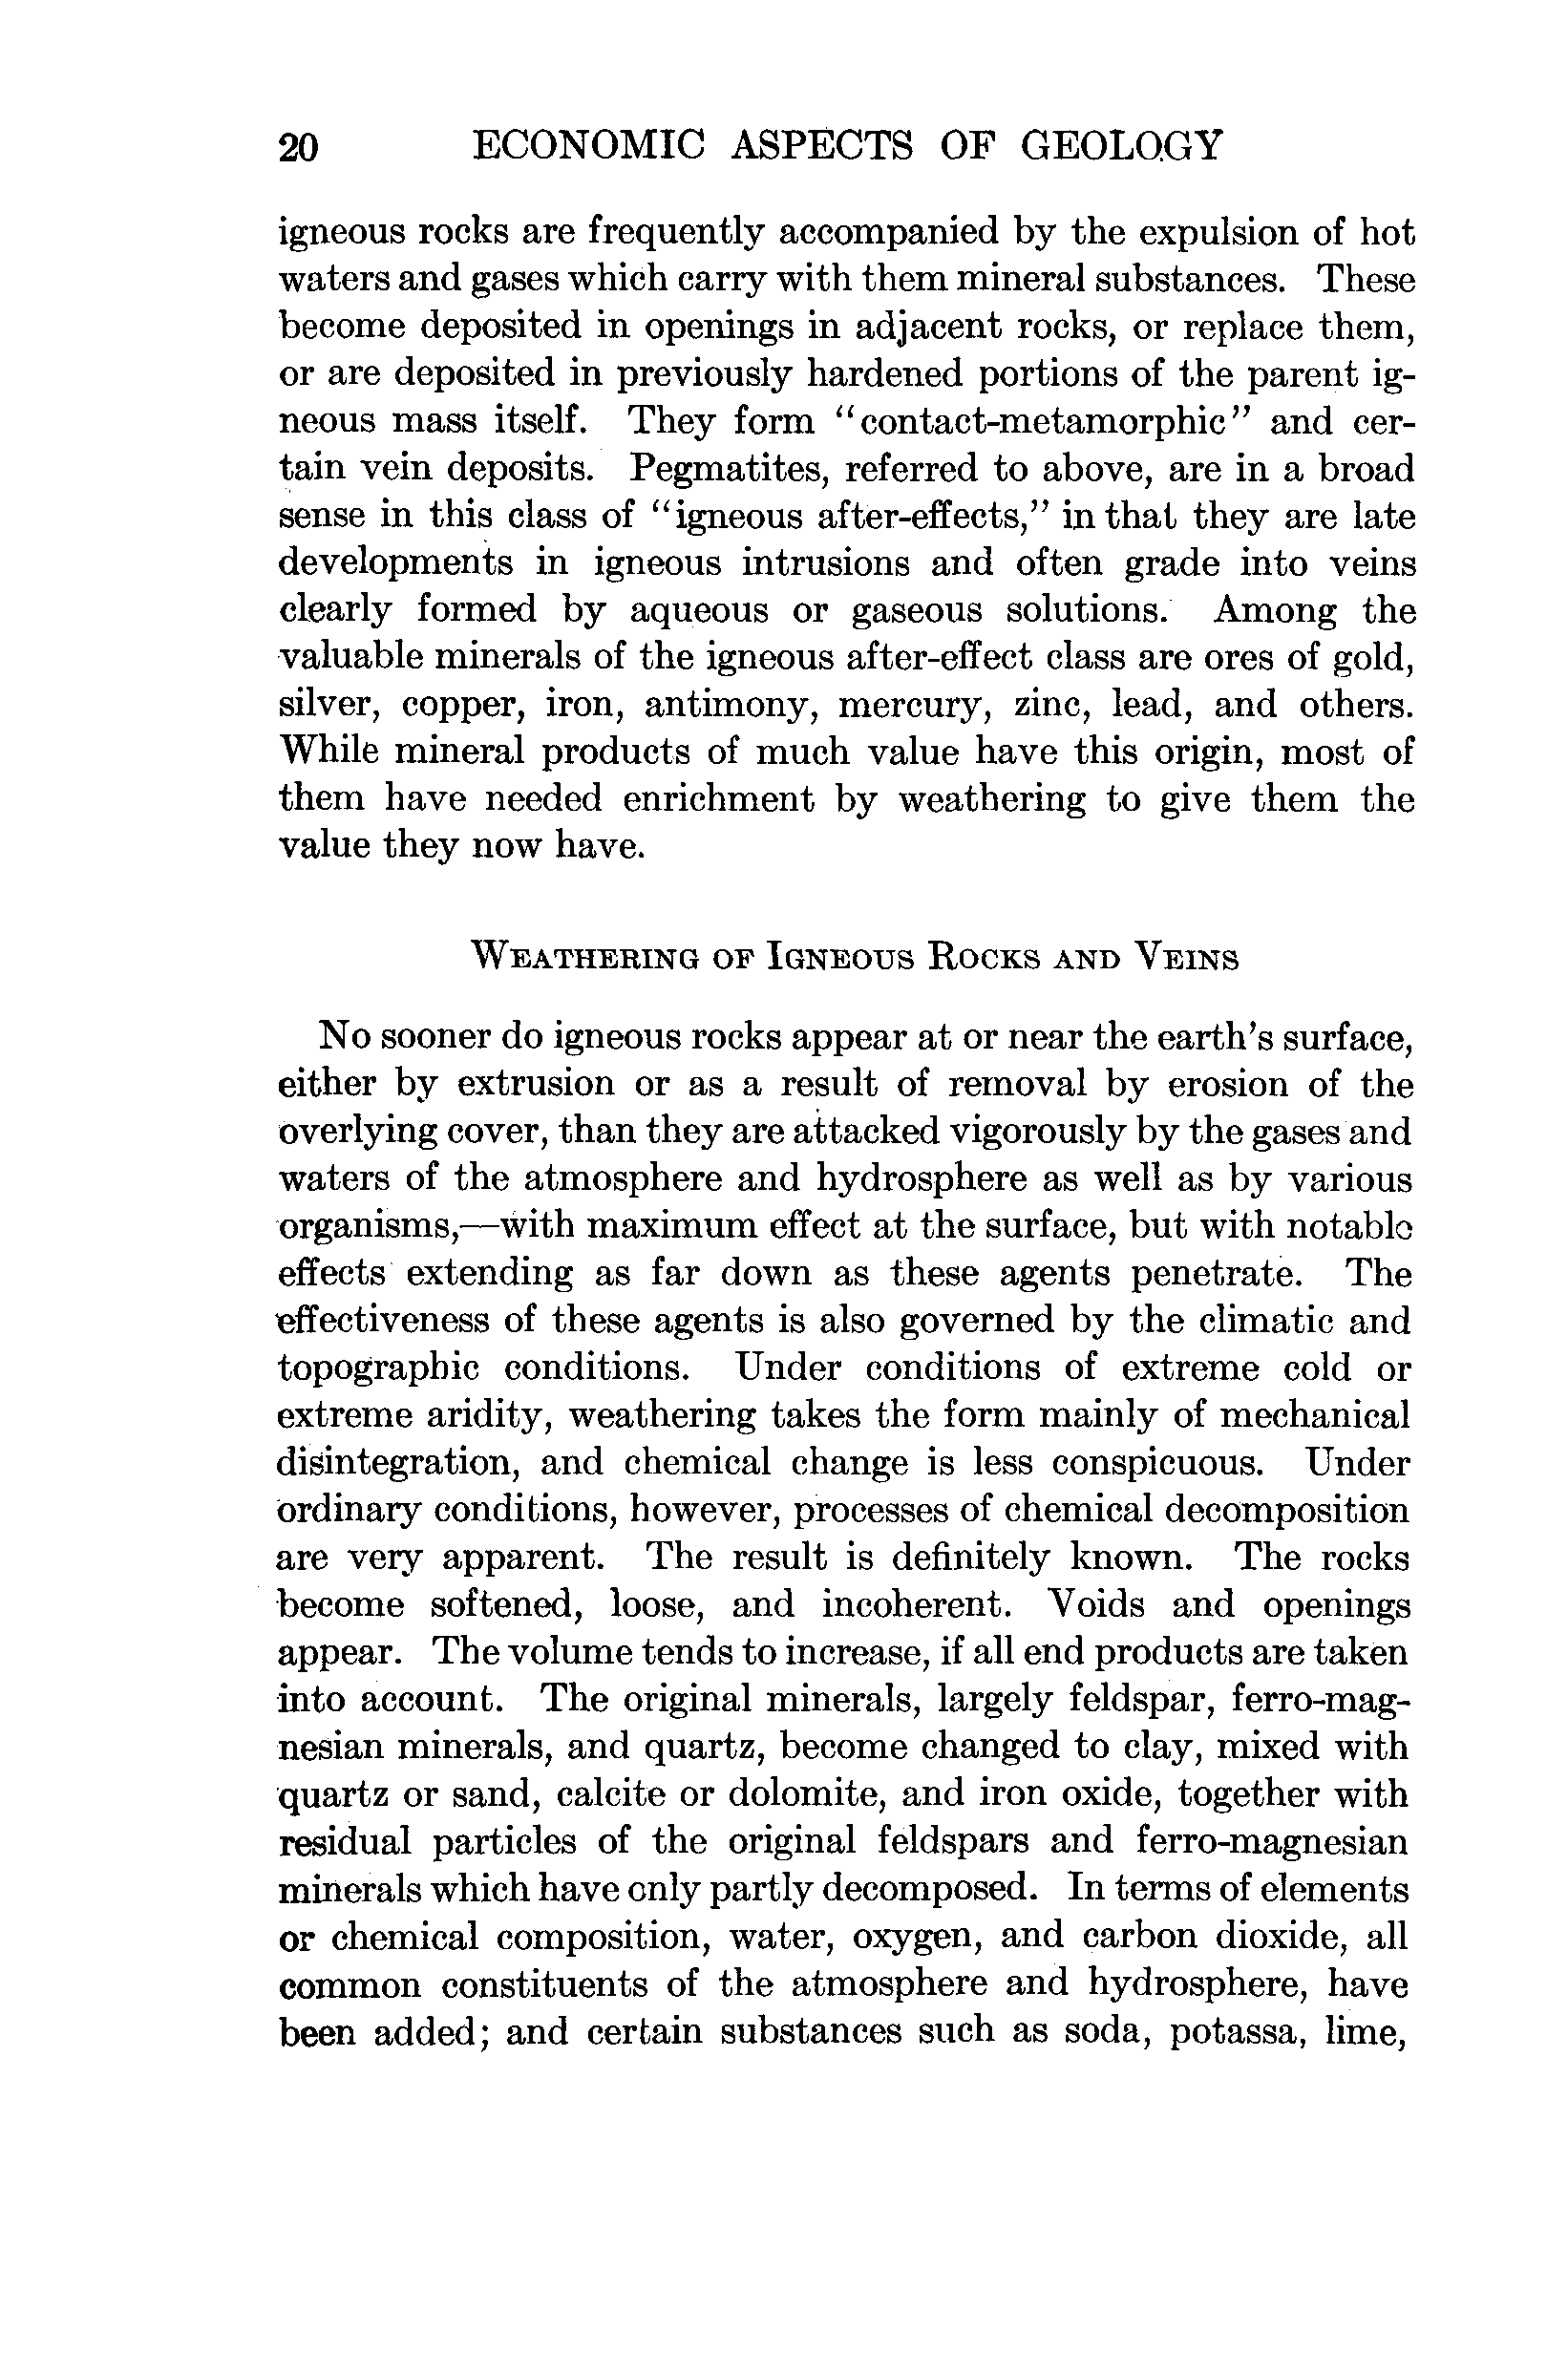 20 ECONOMIC ASPECTS OF GEOLOGY
igneous rocks are frequently accompanied by the expulsion of hot
waters and gases which carry with them mineral substances. These
become deposited in openings in adjacent rocks, or replace them,
or are deposited in previously hardened portions of the parent ig-
neous mass itself. They form “contact-metamorphic” and cer-
tain vein deposits. Pegmatites, referred to above, are in a broad
sense in this class of “igneous after-effects,” in that they are late
developments in igneous intrusions and often grade into veins
clearly formed by aqueous or gaseous solutions. Among the
valuable minerals of the igneous after-effect class are ores of gold,
silver, copper, iron, antimony, mercury, zinc, lead, and others.
While mineral products of much value have this origin, most of
them have needed enrichment by weathering to give them the
value they now have.
WEATHERING OF IGNEOUS ROCKS AND VEINS
No sooner do igneous rocks appear at or near the earth’s surface,
either by extrusion or as a result of removal by erosion of the
overlying cover, than they are attacked vigorously by the gases and
waters of the atmosphere and hydrosphere as well as by various
organisms,—with maximum effect at the surface, but with notable
effects extending as far down as these agents penetrate. The
effectiveness of these agents is also governed by the climatic and
topographic conditions. Under conditions of extreme cold or
extreme aridity, weathering takes the form mainly of mechanical
disintegration, and chemical change is less conspicuous. Under
ordinary conditions, however, processes of chemical decomposition
are very apparent. The result is definitely known. The rocks
become softened, loose, and incoherent. Voids and openings
appear. The volume tends to increase, if all end products are taken
into account. The original minerals, largely feldspar, ferro-mag-
nesian minerals, and quartz, become changed to clay, mixed with
quartz or sand, calcite or dolomite, and iron oxide, together with
residual particles of the original feldspars and ferro-magnesian
minerals which have only partly decomposed. In terms of elements
or chemical composition, water, oxygen, and carbon dioxide, all
common constituents of the atmosphere and hydrosphere, have
been added; and certain substances such as soda, potassa, lime,